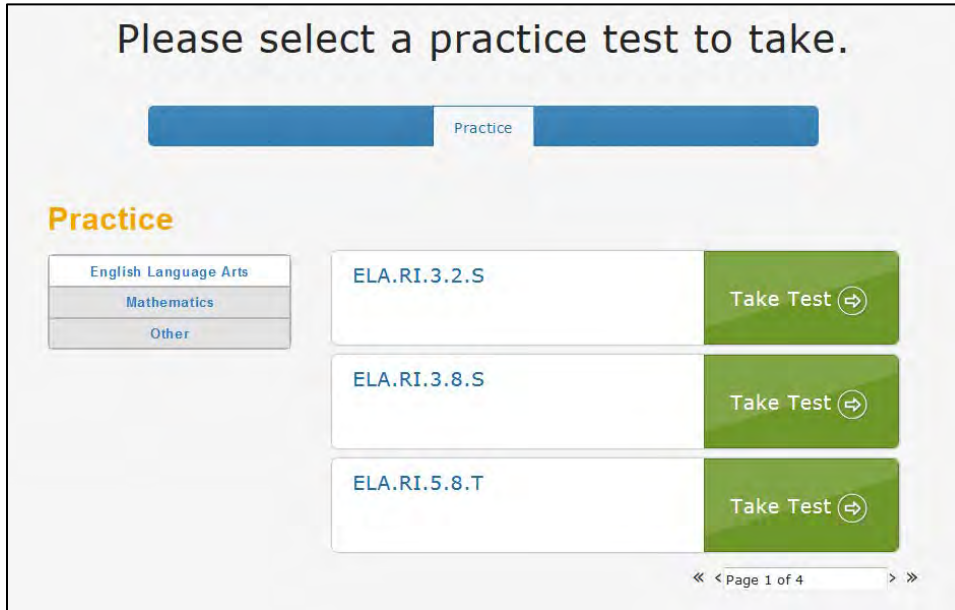 Please select a practice test to take.
Practice
Practice
English Language Arts
Mathematics
Other
ELA.RI.3.2.S
Take Test
ELA.RI.3.8.S
Take Test
ELA.RI.5.8.T
Take Test
« < Page 1 of 4 > »